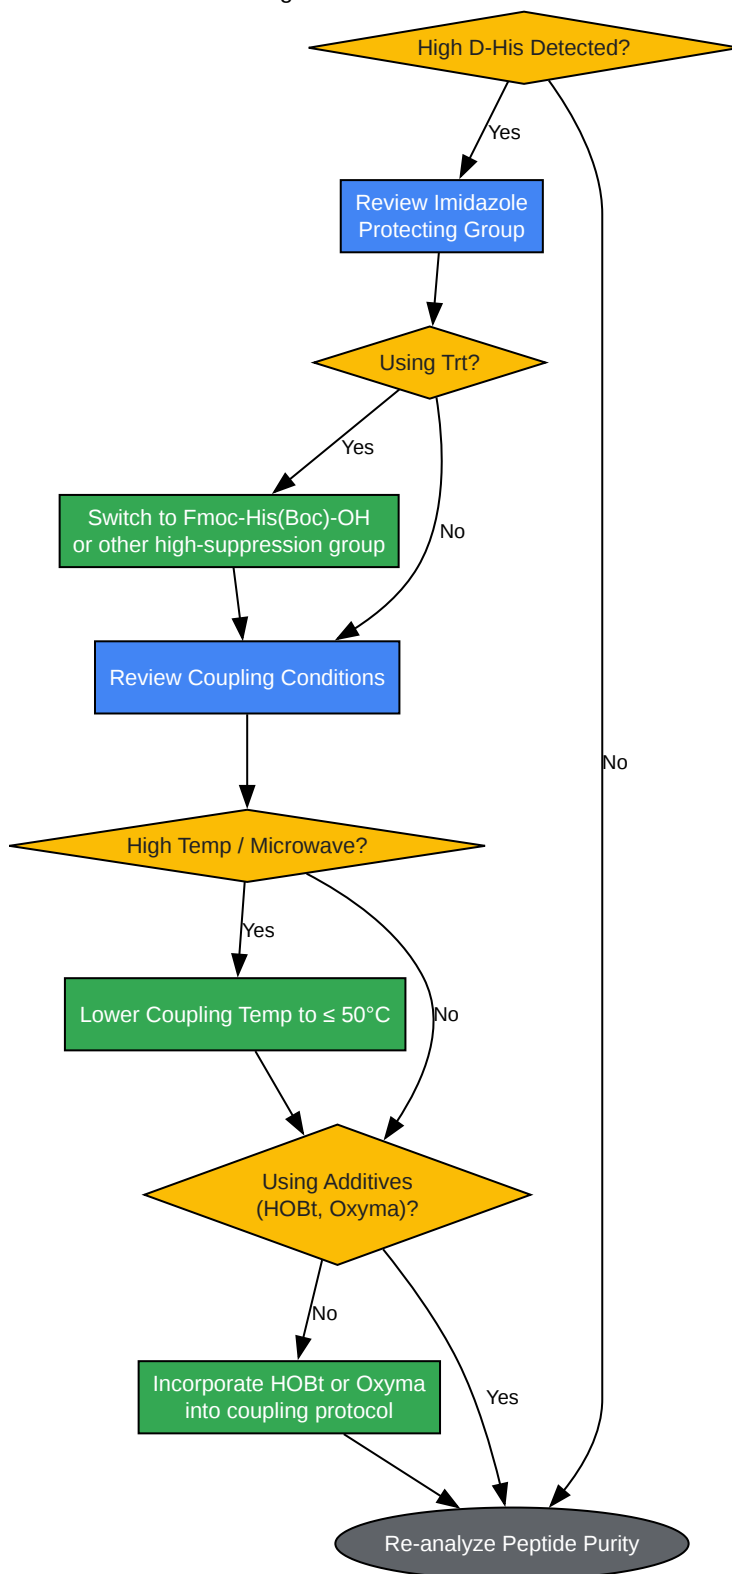 High D-His Detected?
Yes
Review Imidazole
Protecting Group
Using Trt?
Yes
Switch to Fmoc-His(Boc)-OH
or other high-suppression group
No
Review Coupling Conditions
No
High Temp / Microwave?
Yes
Lower Coupling Temp to ≤ 50°C
No
Using Additives
(HOBt, Oxyma)?
No
Incorporate HOBt or Oxyma
into coupling protocol
Yes
Re-analyze Peptide Purity